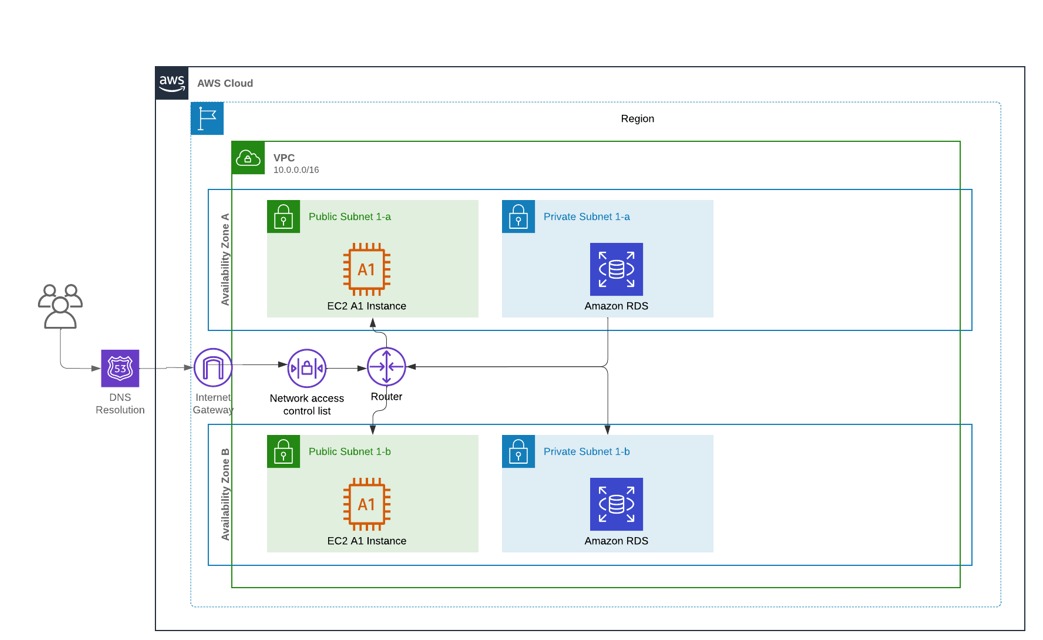 aws
AWS Cloud
Region
VPC
10.0.0.0/16
Availability Zone A
Public Subnet 1-a
Private Subnet 1-a
A1
EC2 A1 Instance
Amazon RDS
53
DNS
Resolution
Internet
Gateway
Network access
control list
Router
Availability Zone B
Public Subnet 1-b
Private Subnet 1-b
A1
EC2 A1 Instance
Amazon RDS